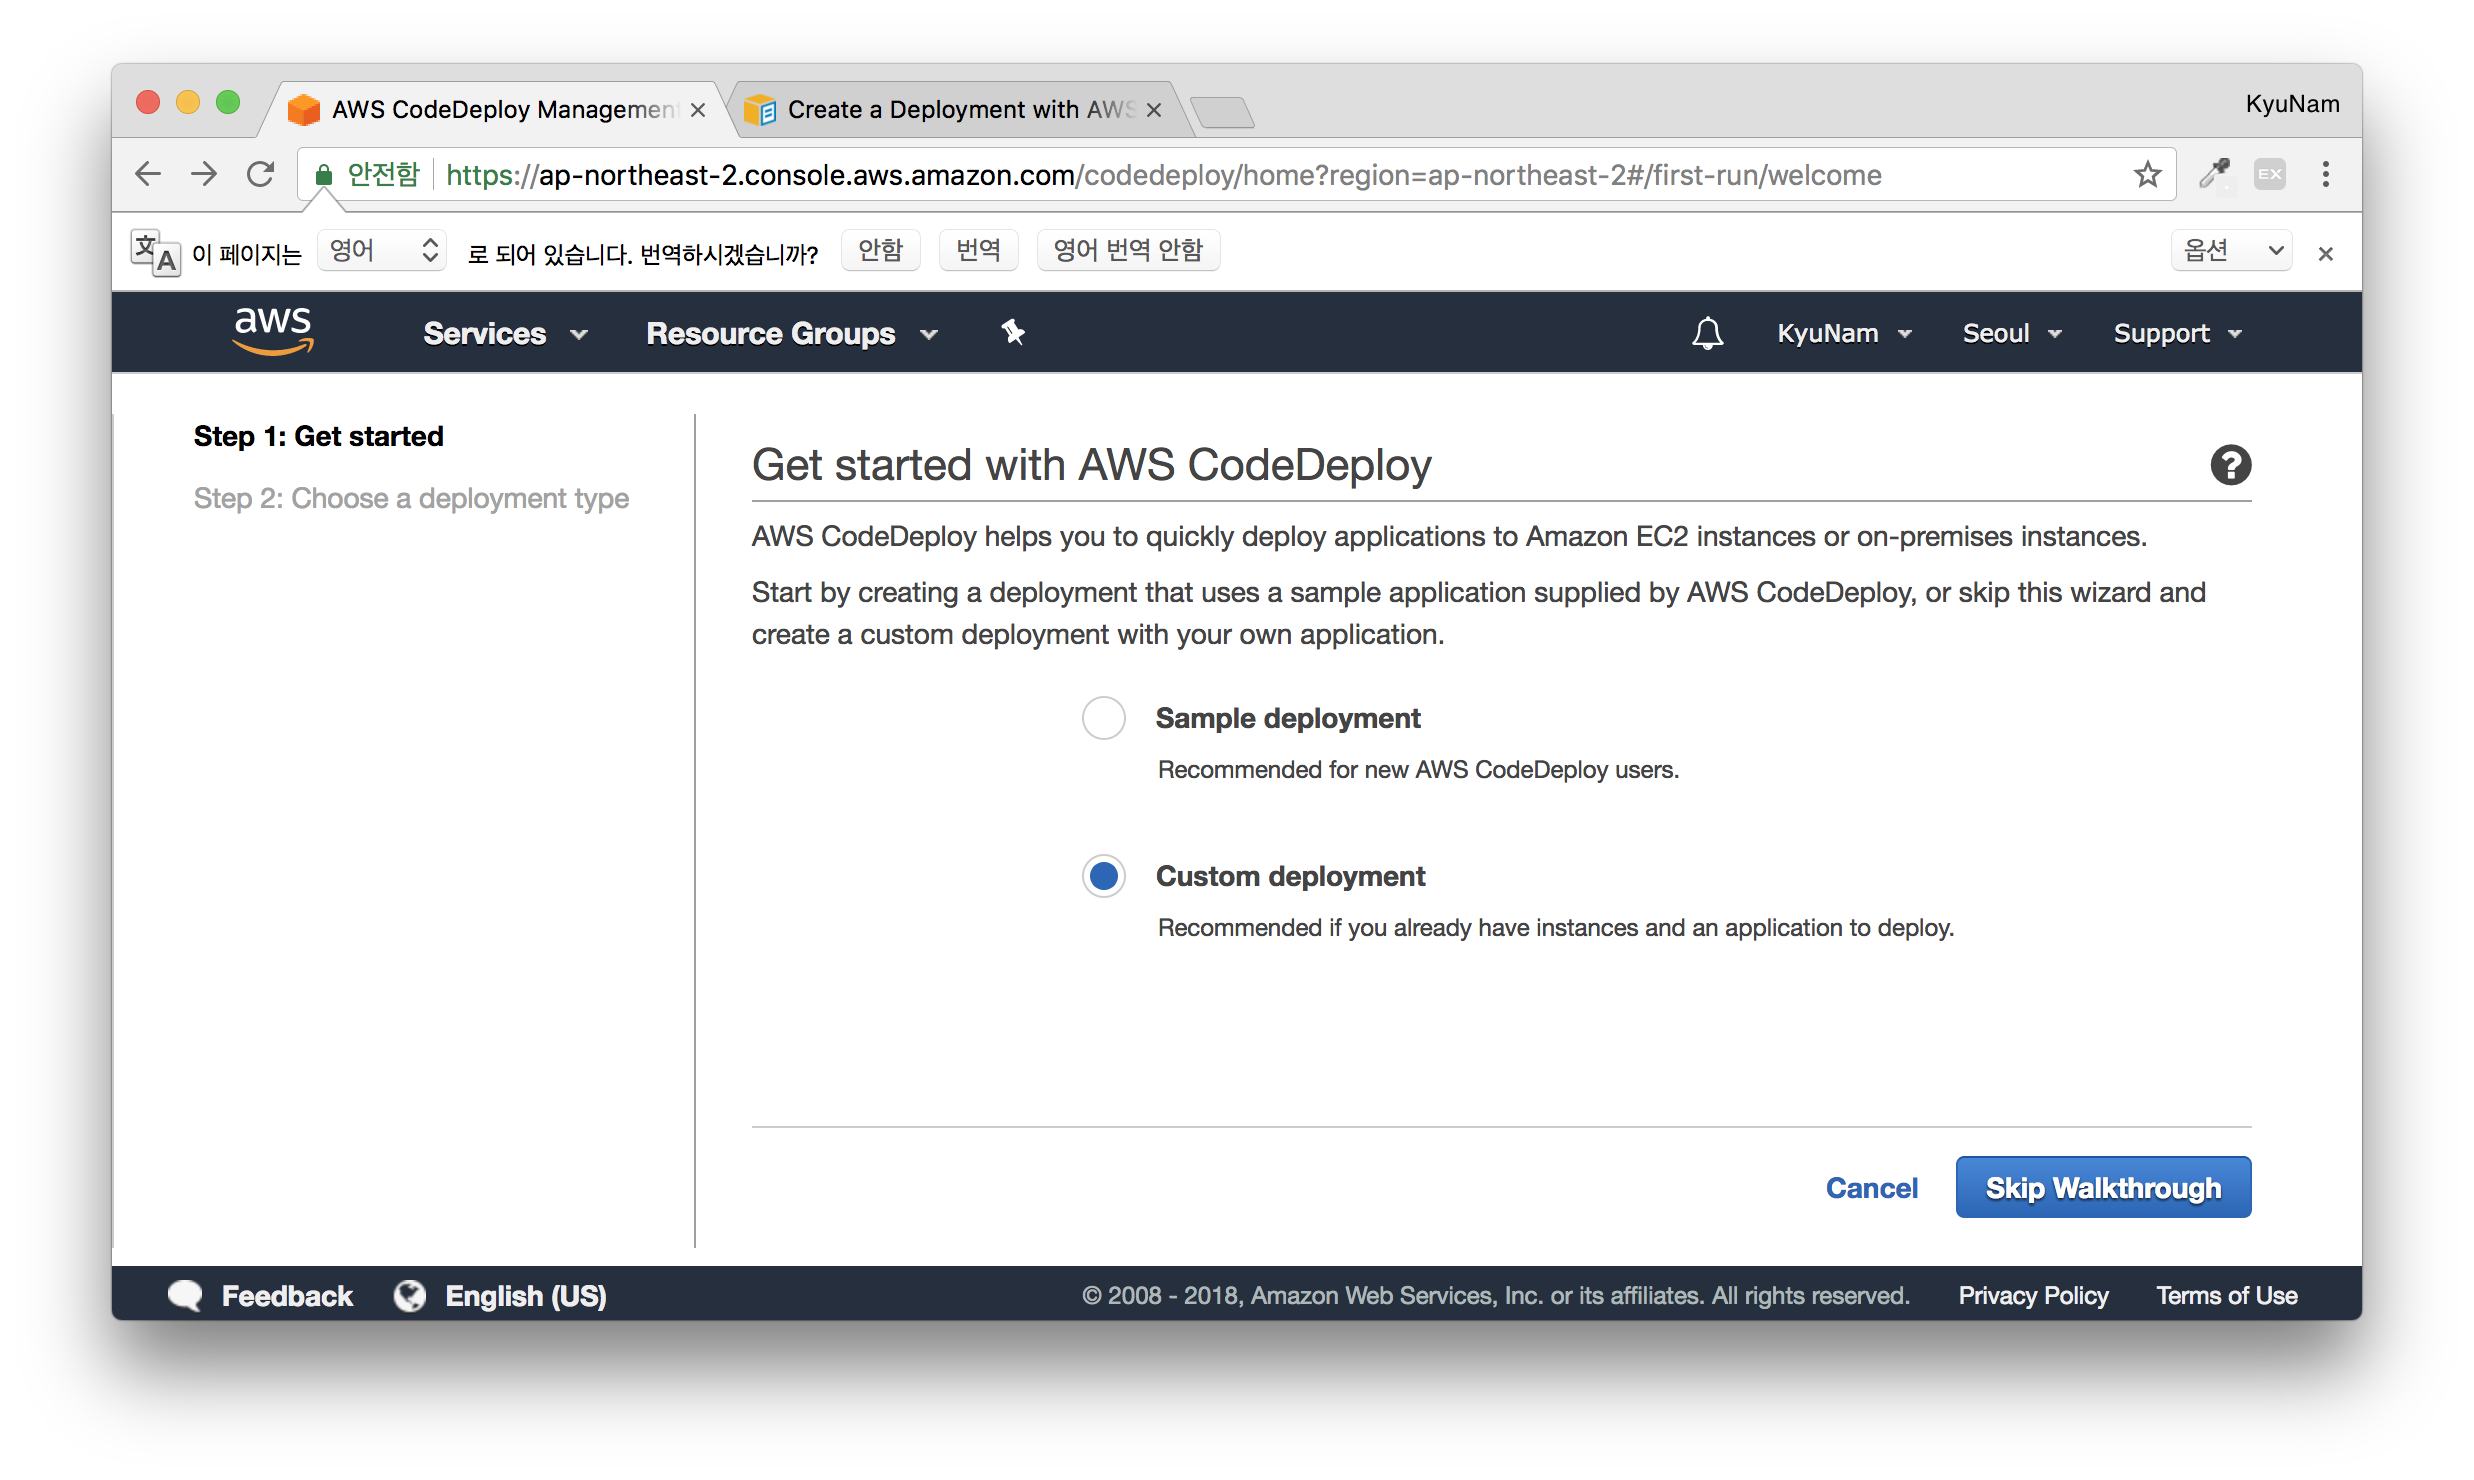 AWS CodeDeploy Management
Create a Deployment with AWS
KyuNam
안전함 https://ap-northeast-2.console.aws.amazon.com/codedeploy/home?region=ap-northeast-2#/first-run/welcome
EX
文A 이 페이지는 영어 로 되어 있습니다. 번역하시겠습니까? 안함 번역 영어 번역 안함 옵션
aws Services Resource Groups KyuNam Seoul Support
Step 1: Get started
Step 2: Choose a deployment type
Get started with AWS CodeDeploy
?
AWS CodeDeploy helps you to quickly deploy applications to Amazon EC2 instances or on-premises instances.
Start by creating a deployment that uses a sample application supplied by AWS CodeDeploy, or skip this wizard and
create a custom deployment with your own application.
Sample deployment
Recommended for new AWS CodeDeploy users.
Custom deployment
Recommended if you already have instances and an application to deploy.
Cancel Skip Walkthrough
Feedback English (US) © 2008 - 2018, Amazon Web Services, Inc. or its affiliates. All rights reserved. Privacy Policy Terms of Use